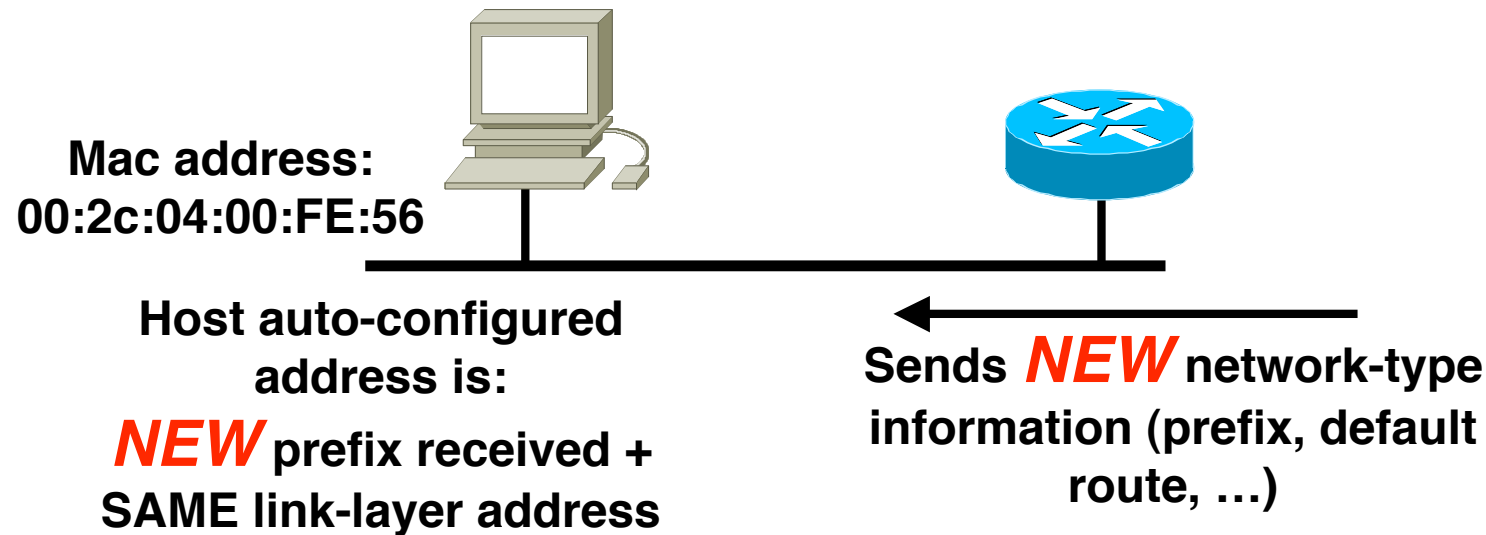 Mac address:
00:2c:04:00:FE:56
Host auto-configured
address is:
NEW prefix received +
SAME link-layer address
Sends NEW network-type
information (prefix, default
route, …)